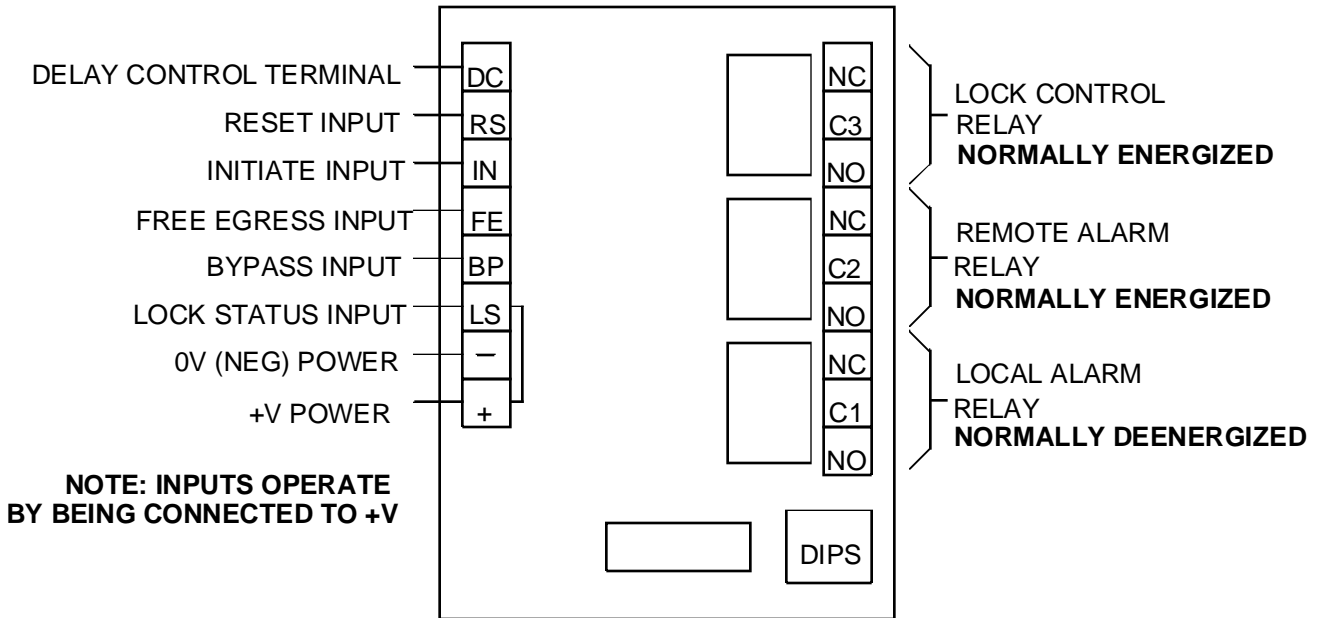 DELAY CONTROL TERMINAL
RESET INPUT
INITIATE INPUT
FREE EGRESS INPUT
BYPASS INPUT
LOCK STATUS INPUT
0V (NEG) POWER
+V POWER
NOTE: INPUTS OPERATE
BY BEING CONNECTED TO +V
DC
RS
IN
FE
BP
LS
−
+
NC
C3
NO
NC
C2
NO
NC
C1
NO
DIPS
LOCK CONTROL
RELAY
NORMALLY ENERGIZED
REMOTE ALARM
RELAY
NORMALLY ENERGIZED
LOCAL ALARM
RELAY
NORMALLY DEENERGIZED